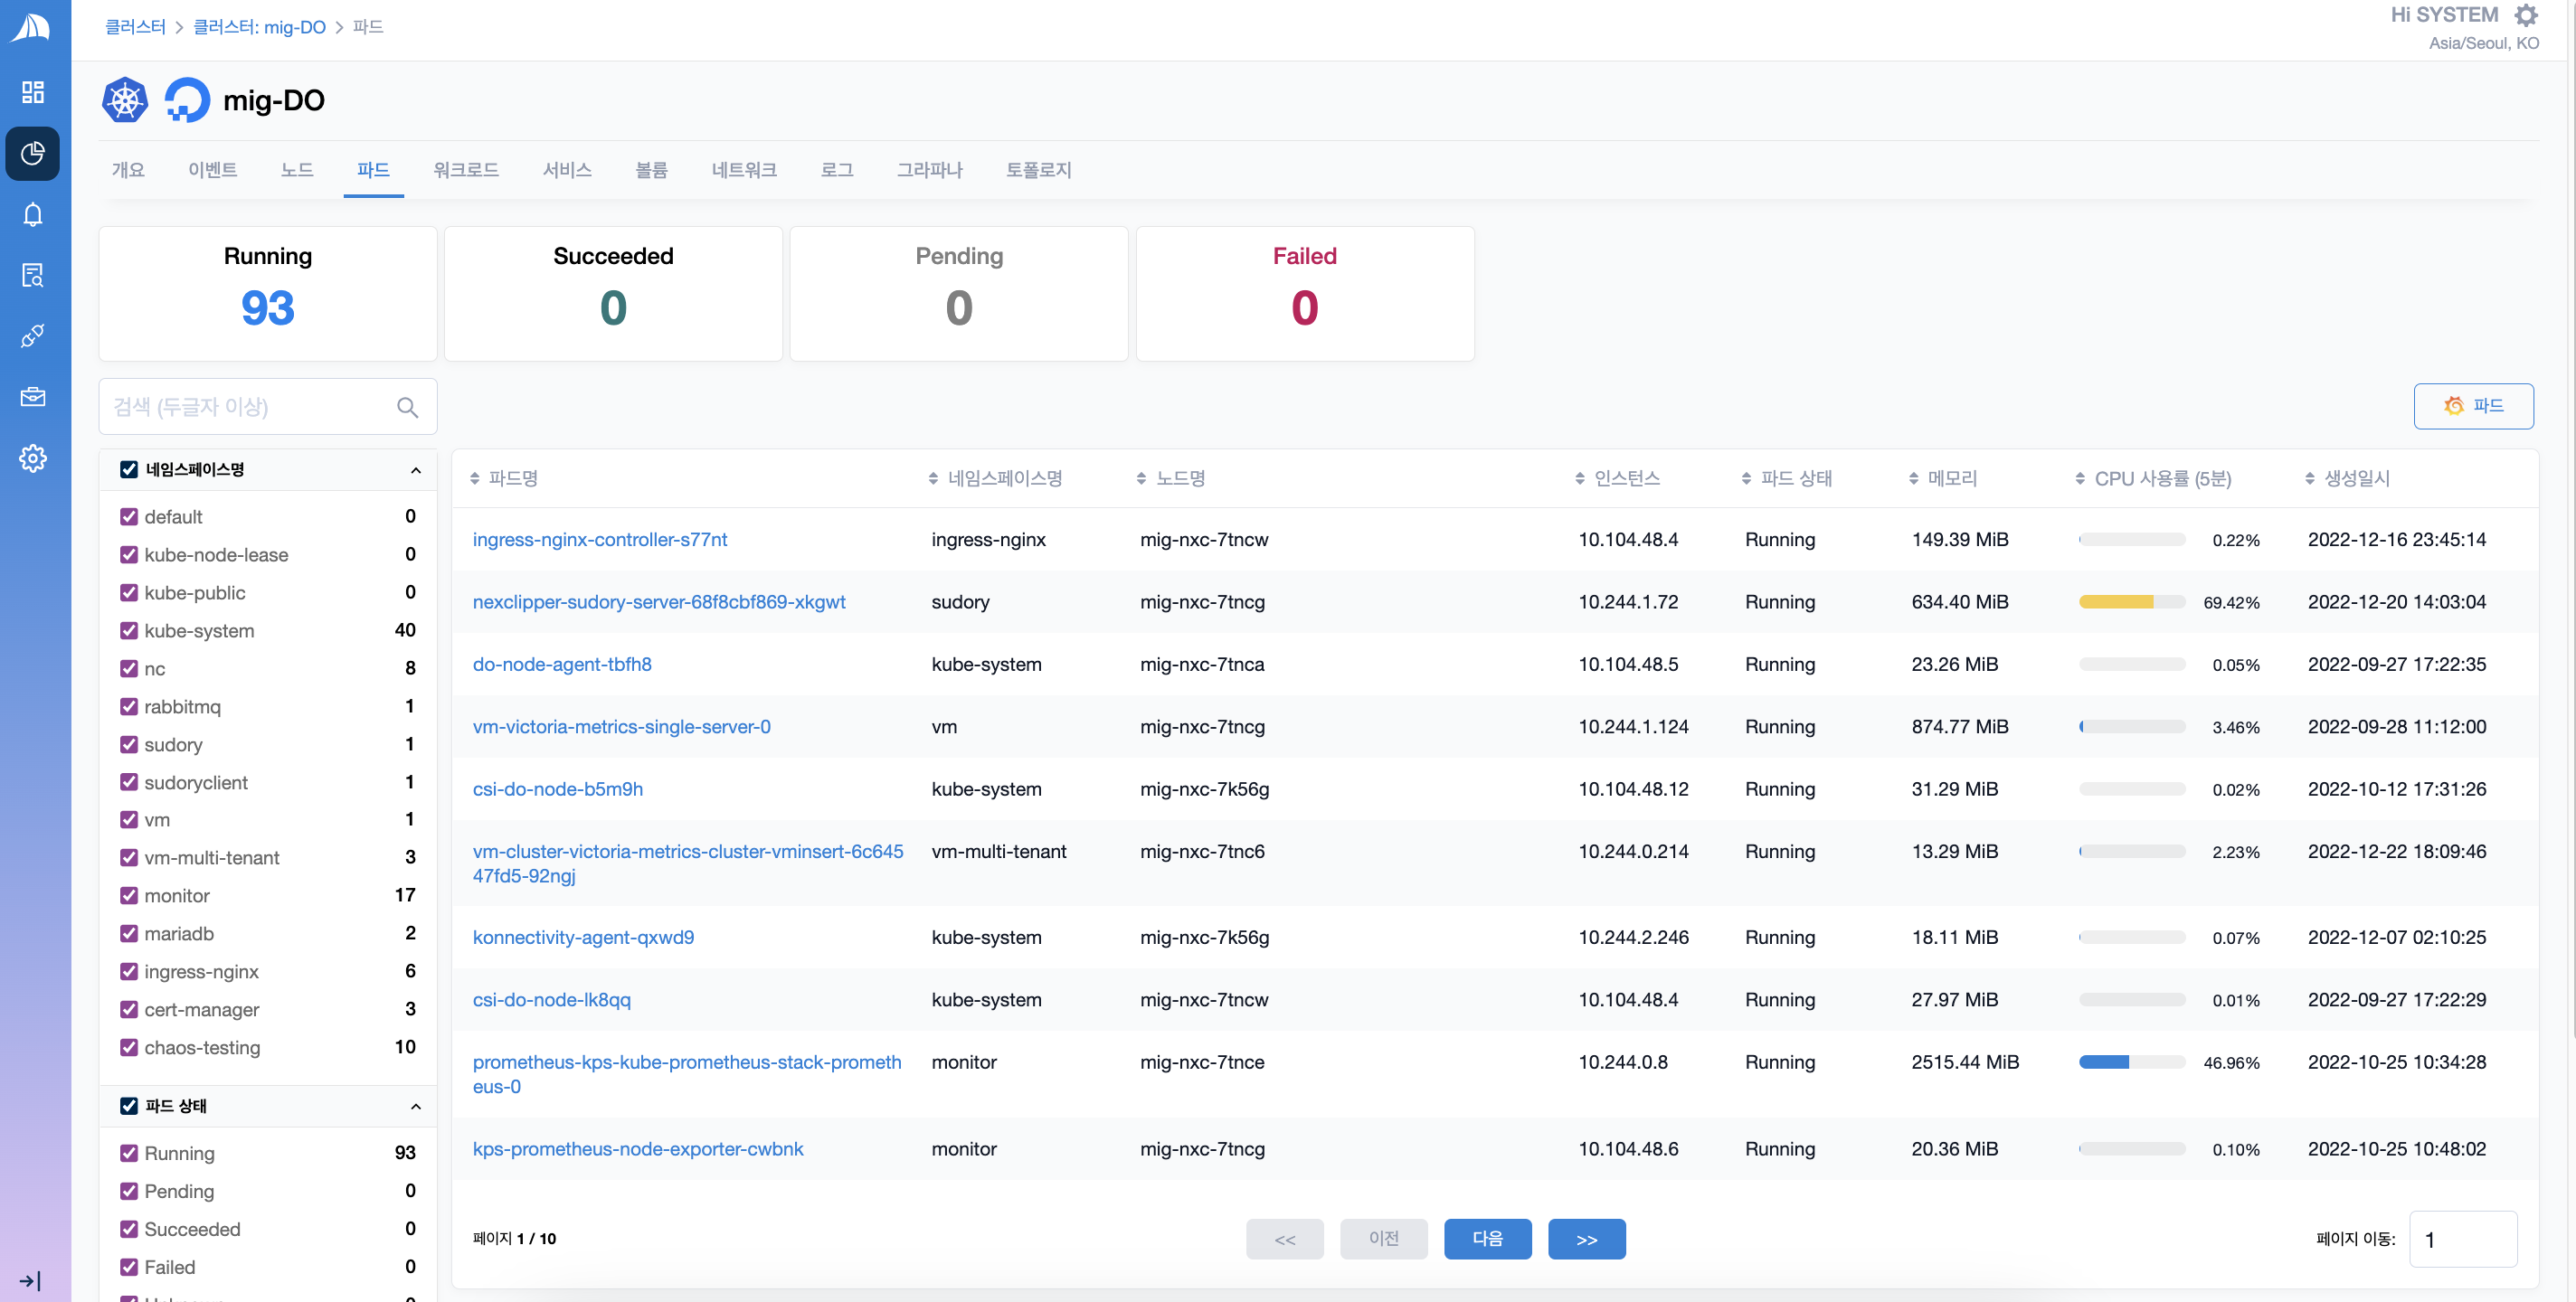 클러스터 > 클러스터: mig-DO > 파드
Hi SYSTEM
Asia/Seoul, KO
mig-DO
개요 이벤트 노드 파드 워크로드 서비스 볼륨 네트워크 로그 그라파나 토폴로지
Running Succeeded Pending Failed
93 0 0 0
검색 (두글자 이상)
파드
네임스페이스명
default 0
kube-node-lease 0
kube-public 0
kube-system 40
nc 8
rabbitmq 1
sudory 1
sudoryclient 1
vm 1
vm-multi-tenant 3
monitor 17
mariadb 2
ingress-nginx 6
cert-manager 3
chaos-testing 10
파드 상태
Running 93
Pending 0
Succeeded 0
Failed 0
파드명 네임스페이스명 노드명 인스턴스 파드 상태 메모리 CPU 사용률 (5분) 생성일시
ingress-nginx-controller-s77nt ingress-nginx mig-nxc-7tncw 10.104.48.4 Running 149.39 MiB 0.22% 2022-12-16 23:45:14
nexclipper-sudory-server-68f8cbf869-xkgwt sudory mig-nxc-7tncg 10.244.1.72 Running 634.40 MiB 69.42% 2022-12-20 14:03:04
do-node-agent-tbfh8 kube-system mig-nxc-7tnca 10.104.48.5 Running 23.26 MiB 0.05% 2022-09-27 17:22:35
vm-victoria-metrics-single-server-0 vm mig-nxc-7tncg 10.244.1.124 Running 874.77 MiB 3.46% 2022-09-28 11:12:00
csi-do-node-b5m9h kube-system mig-nxc-7k56g 10.104.48.12 Running 31.29 MiB 0.02% 2022-10-12 17:31:26
vm-cluster-victoria-metrics-cluster-vminsert-6c645 vm-multi-tenant mig-nxc-7tnc6 10.244.0.214 Running 13.29 MiB 2.23% 2022-12-22 18:09:46
47fd5-92ngj
konnectivity-agent-qxwd9 kube-system mig-nxc-7k56g 10.244.2.246 Running 18.11 MiB 0.07% 2022-12-07 02:10:25
csi-do-node-lk8qq kube-system mig-nxc-7tncw 10.104.48.4 Running 27.97 MiB 0.01% 2022-09-27 17:22:29
prometheus-kps-kube-prometheus-stack-prometh monitor mig-nxc-7tnce 10.244.0.8 Running 2515.44 MiB 46.96% 2022-10-25 10:34:28
eus-0
kps-prometheus-node-exporter-cwbnk monitor mig-nxc-7tncg 10.104.48.6 Running 20.36 MiB 0.10% 2022-10-25 10:48:02
페이지 1 / 10 << 이전 다음 >> 페이지 이동: 1